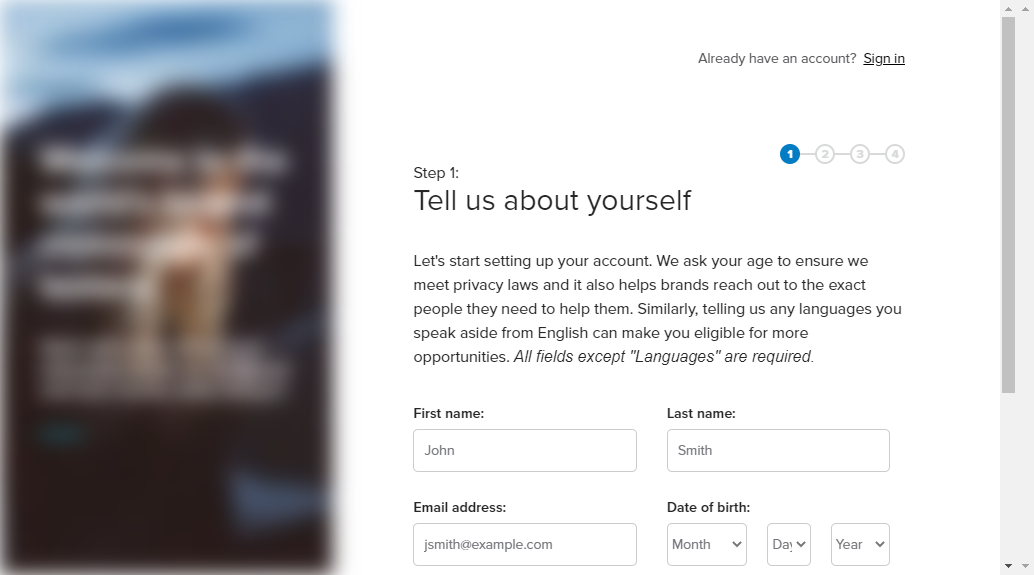 Already have an account? Sign in
1 2 3 4
Step 1:
Tell us about yourself
Let's start setting up your account. We ask your age to ensure we
meet privacy laws and it also helps brands reach out to the exact
people they need to help them. Similarly, telling us any languages you
speak aside from English can make you eligible for more
opportunities. All fields except "Languages" are required.
First name: Last name:
John Smith
Email address: Date of birth:
jsmith@example.com Month Day Year